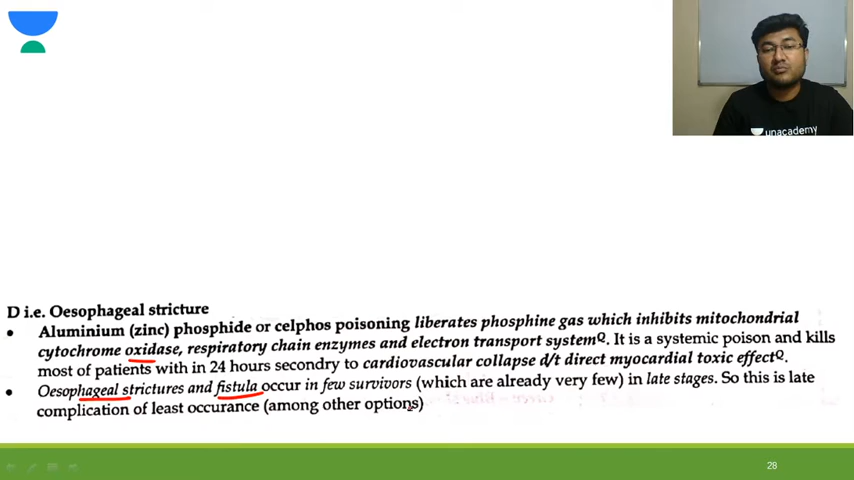 unacademy
D i.e. Oesophageal stricture
• Aluminium (zinc) phosphide or celphos poisoning liberates phosphine gas which inhibits mitochondrial
cytochrome oxidase, respiratory chain enzymes and electron transport systemQ. It is a systemic poison and kills
most of patients with in 24 hours secondry to cardiovascular collapse d/t direct myocardial toxic effectQ.
• Oesophageal strictures and fistula occur in few survivors (which are already very few) in late stages. So this is late
complication of least occurance (among other options)
28